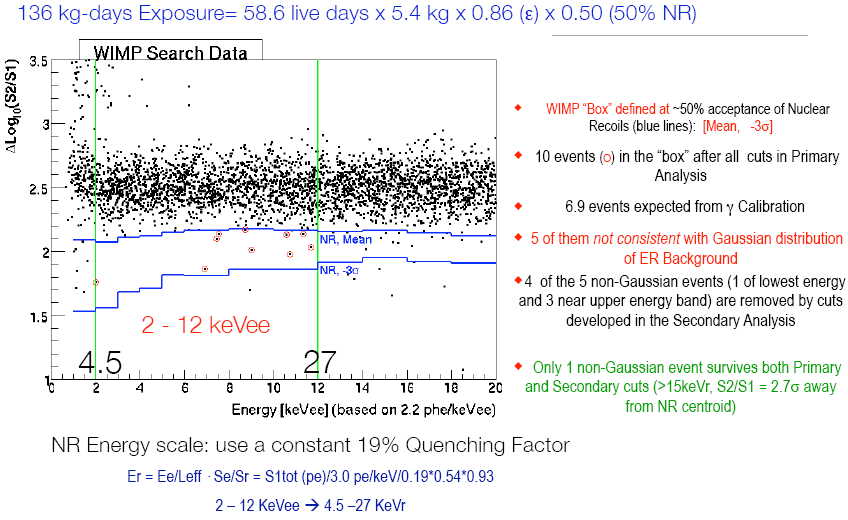 136 kg-days Exposure= 58.6 live days x 5.4 kg x 0.86 (ε) x 0.50 (50% NR)
WIMP Search Data
ΔLog10(S2/S1)
3.5
3
2.5
2
1.5
1
NR, Mean
NR, -3σ
2 - 12 keVee
4.5
27
0 2 4 6 8 10 12 14 16 18 20
Energy [keVee] (based on 2.2 phe/keVee)
WIMP "Box" defined at ~50% acceptance of Nuclear
Recoils (blue lines): [Mean, -3σ]
10 events (o) in the "box" after all cuts in Primary
Analysis
6.9 events expected from γ Calibration
5 of them not consistent with Gaussian distribution
of ER Background
4 of the 5 non-Gaussian events (1 of lowest energy
and 3 near upper energy band) are removed by cuts
developed in the Secondary Analysis
Only 1 non-Gaussian event survives both Primary
and Secondary cuts (>15keVr, S2/S1 = 2.7σ away
from NR centroid)
NR Energy scale: use a constant 19% Quenching Factor
Er = Ee/Leff · Se/Sr = S1tot (pe)/3.0 pe/keV/0.19*0.54*0.93
2 – 12 KeVee → 4.5 –27 KeVr